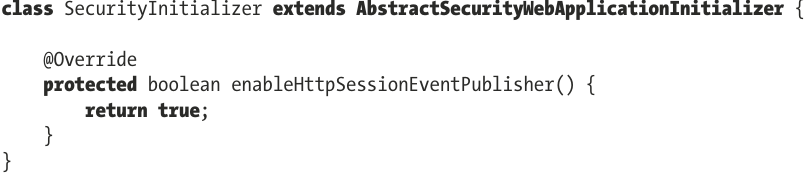 class SecurityInitializer extends AbstractSecurityWebApplicationInitializer {
@Override
protected boolean enableHttpSessionEventPublisher() {
return true;
}
}